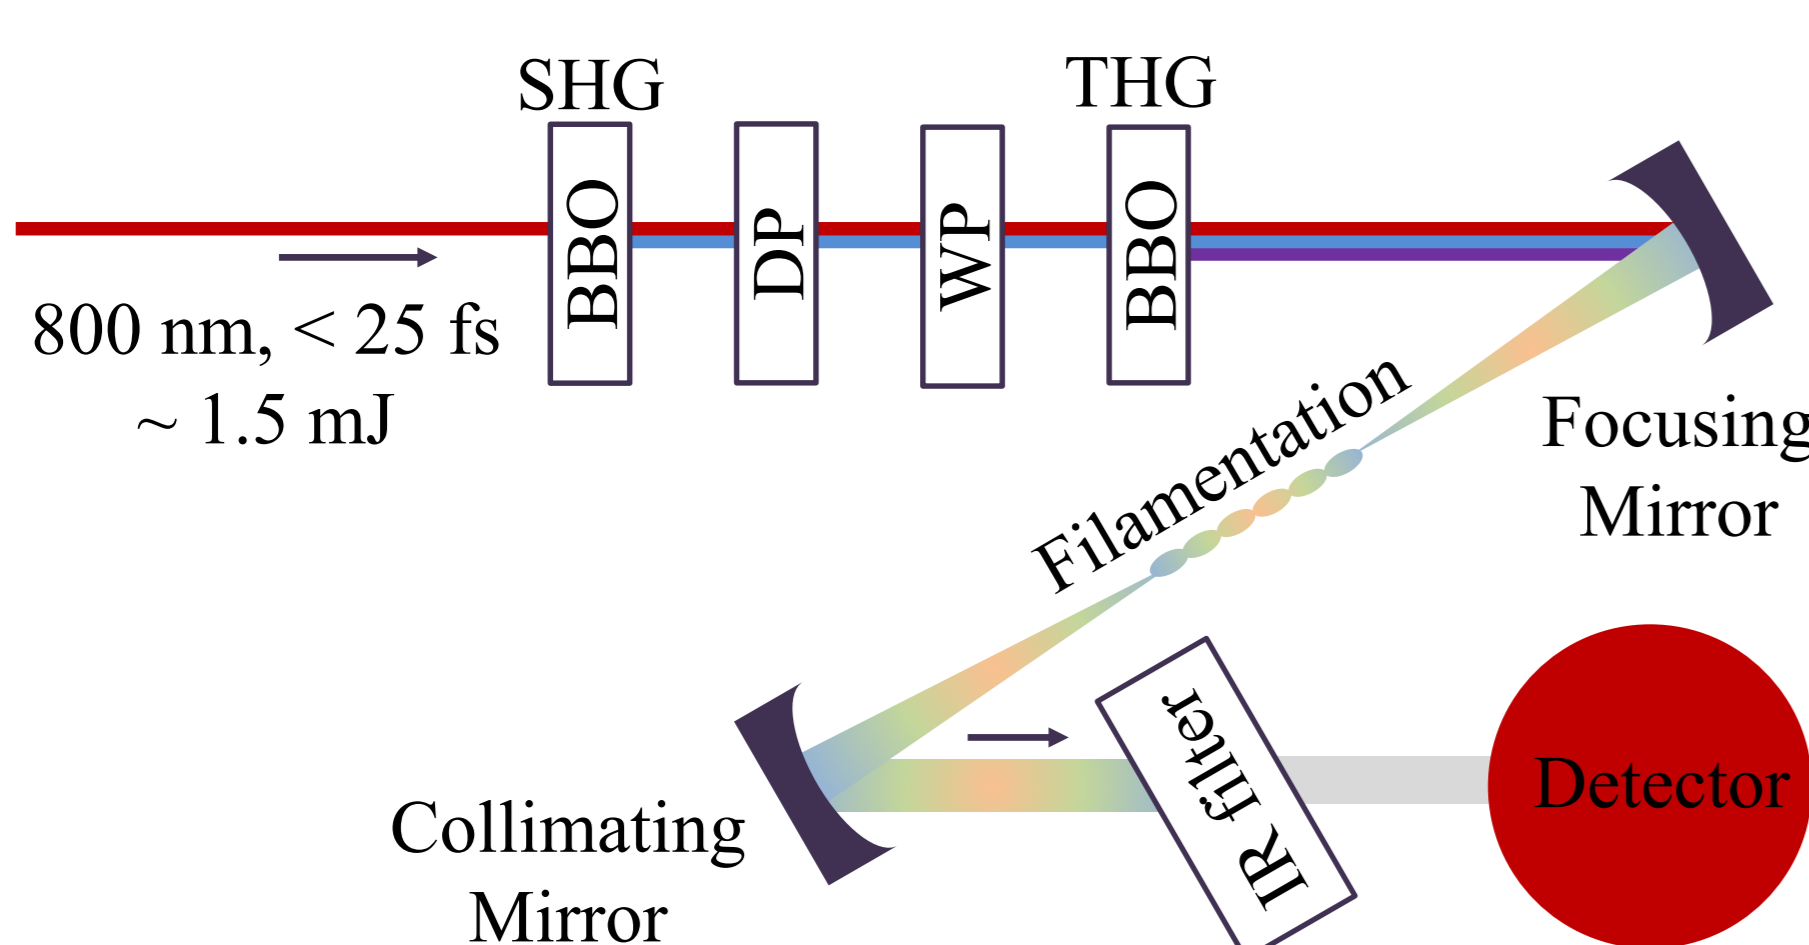 SHG
THG
BBO
DP
WP
BBO
800 nm, < 25 fs
~ 1.5 mJ
Focusing
Mirror
Filamentation
IR filter
Detector
Collimating
Mirror